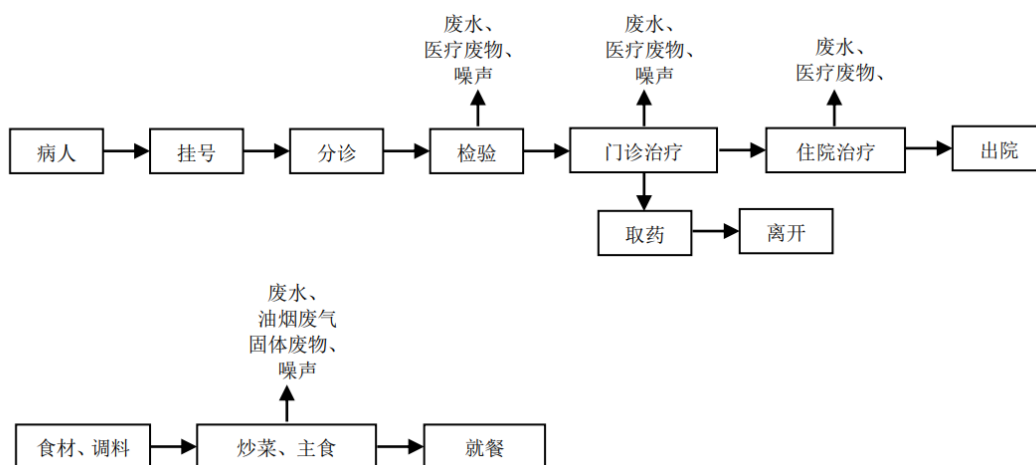 废水、
医疗废物、
噪声
废水、
医疗废物、
噪声
废水、
医疗废物、
病人
挂号
分诊
检验
门诊治疗
住院治疗
出院
取药
离开
废水、
油烟废气
固体废物、
噪声
食材、调料
炒菜、主食
就餐